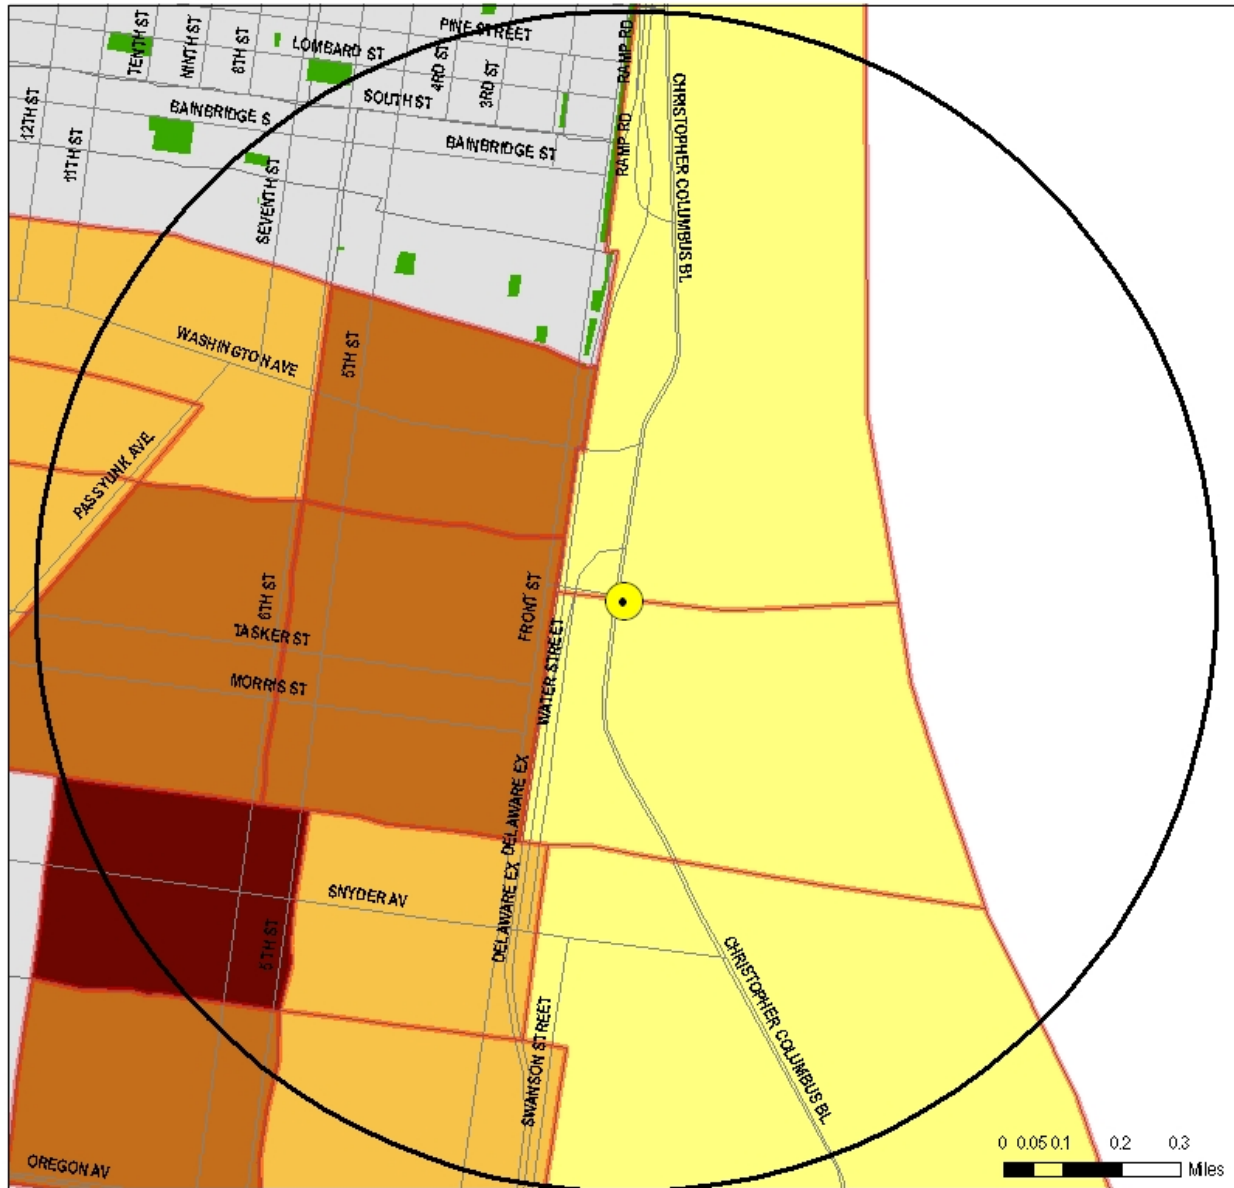 PINE STREET
TENTH ST
NINTH ST
8TH ST
LOMBARD ST
4RD ST
3RD ST
RAMP RD
SOUTH ST
CHRISTOPHER COLUMBUS BL
12TH ST
11TH ST
BAINBRIDGE S
BAINBRIDGE ST
RAMP RD
SEVENTH ST
WASHINGTON AVE
5TH ST
PASSYUNK AVE
6TH ST
FRONT ST
TASKER ST
WATER STREET
MORRIS ST
DELAWARE EX
DELAWARE EX
SNYDER AV
5TH ST
CHRISTOPHER COLUMBUS BL
SWANSON STREET
OREGON AV
0 0.05 0.1 0.2 0.3
Miles